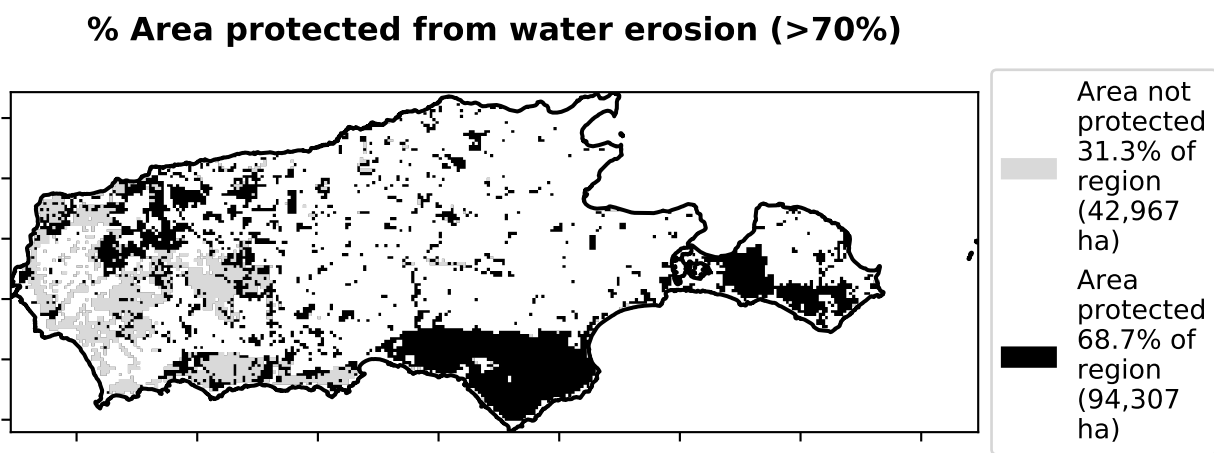 % Area protected from water erosion (>70%)
Area not
protected
31.3% of
region
(42,967
ha)
Area
protected
68.7% of
region
(94,307
ha)